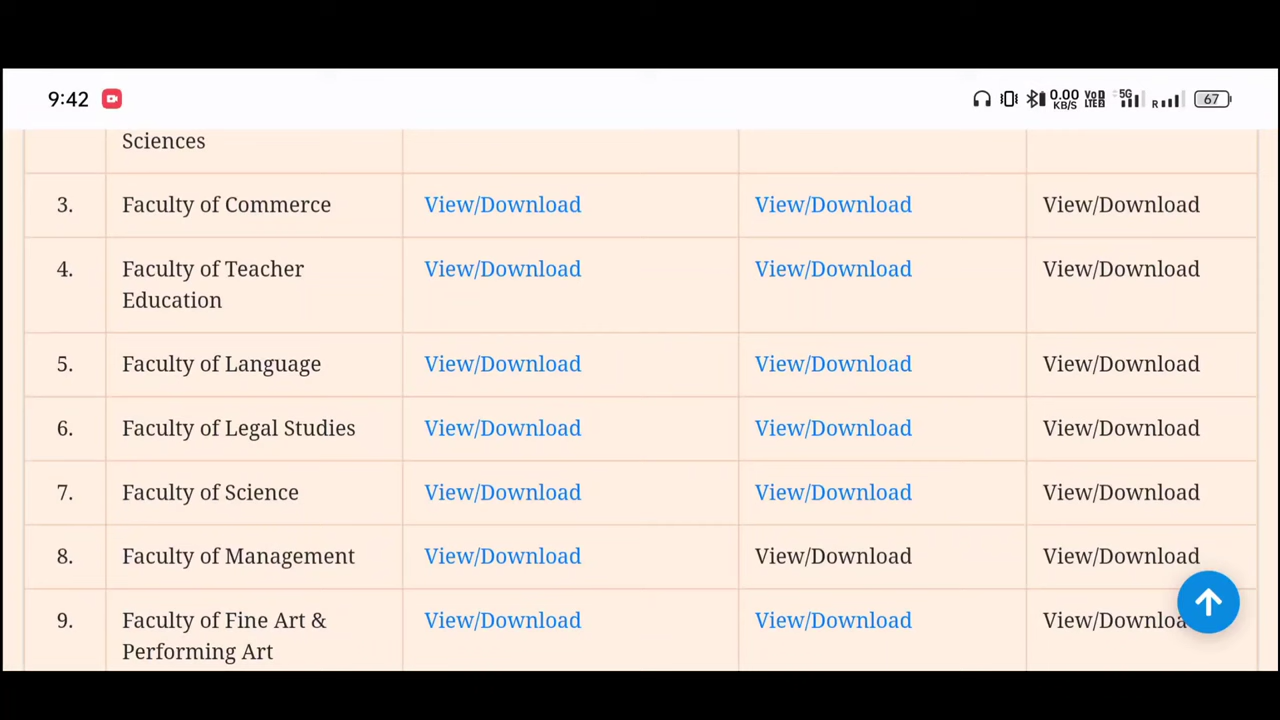 9:42 0.00 KB/S VoD LTE2 5G R 67
Sciences
3. Faculty of Commerce View/Download View/Download View/Download
4. Faculty of Teacher View/Download View/Download View/Download
Education
5. Faculty of Language View/Download View/Download View/Download
6. Faculty of Legal Studies View/Download View/Download View/Download
7. Faculty of Science View/Download View/Download View/Download
8. Faculty of Management View/Download View/Download View/Download
9. Faculty of Fine Art & View/Download View/Download View/Downloa
Performing Art